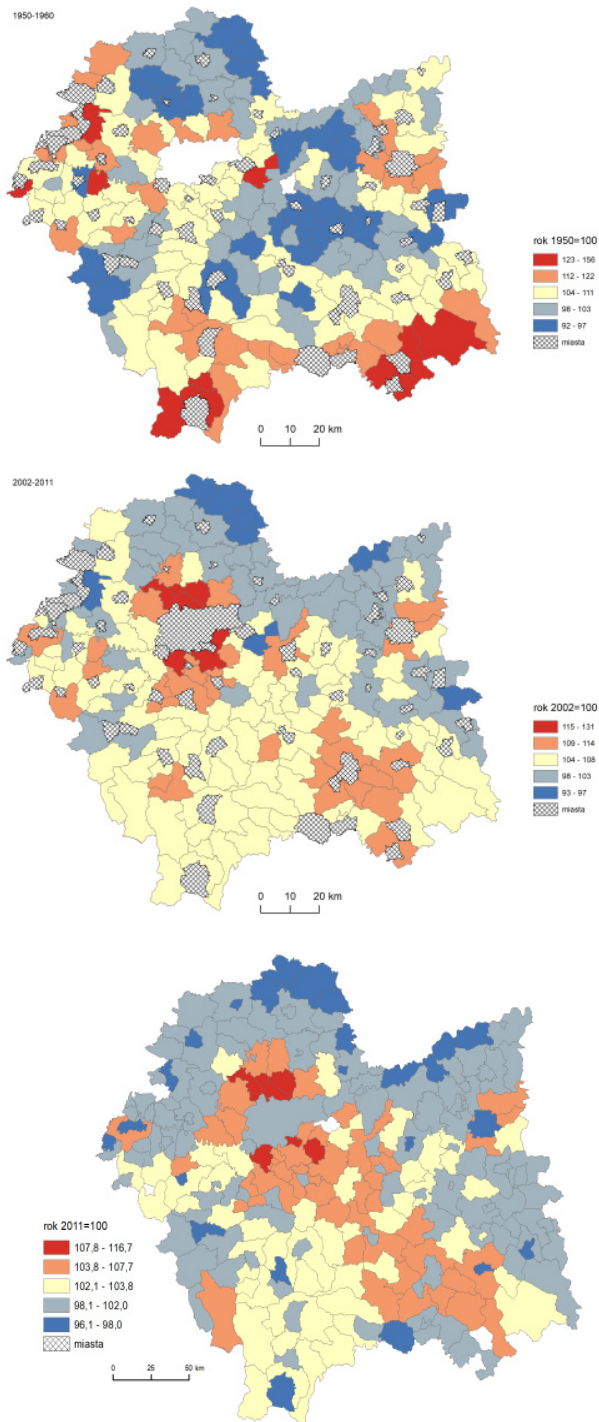 1950-1960
rok 1950=100
123 - 156
112 - 122
104 - 111
98 - 103
92 - 97
miasta
0 10 20 km
2002-2011
rok 2002=100
115 - 131
109 - 114
104 - 108
98 - 103
93 - 97
miasta
0 10 20 km
rok 2011=100
107,8 - 116,7
103,8 - 107,7
102,1 - 103,8
98,1 - 102,0
96,1 - 98,0
miasta
0 25 50 km